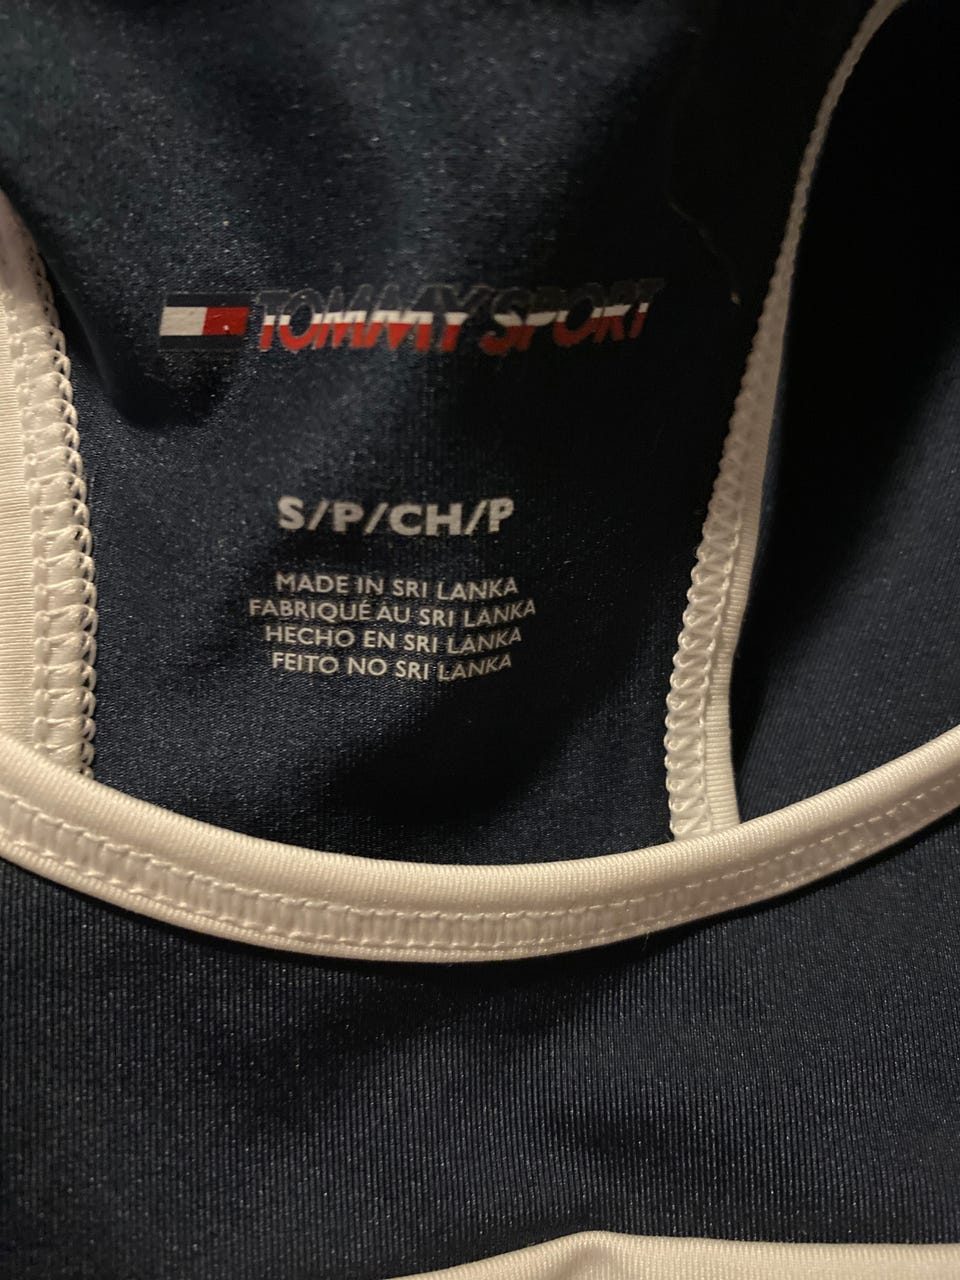 TOMMY SPORT
S/P/CH/P
MADE IN SRI LANKA
FABRIQUÉ AU SRI LANKA
HECHO EN SRI LANKA
FEITO NO SRI LANKA